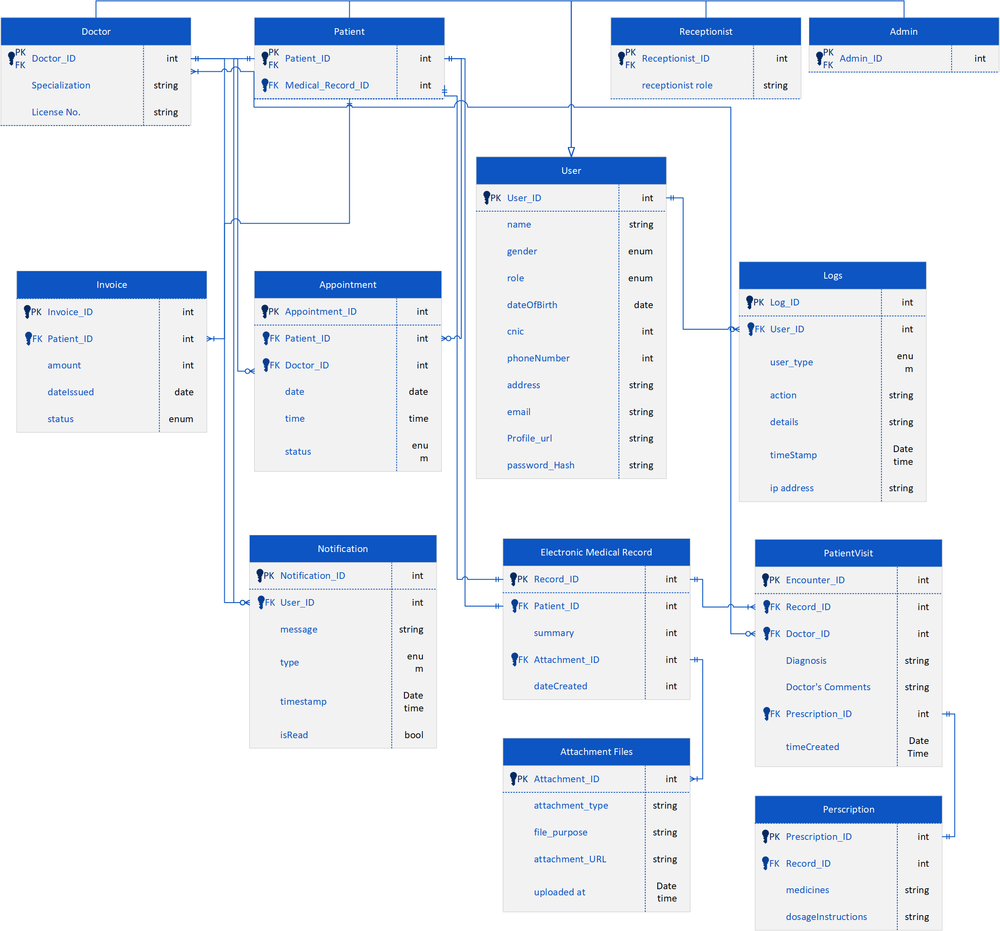 Doctor
PK
FK
Doctor_ID
int
Specialization
string
License No.
string
Patient
PK
FK
Patient_ID
int
FK
Medical_Record_ID
int
Receptionist
PK
FK
Receptionist_ID
int
receptionist role
string
Admin
PK
FK
Admin_ID
int
User
PK
User_ID
int
name
string
gender
enum
role
enum
dateOfBirth
date
cnic
int
phoneNumber
int
address
string
email
string
Profile_url
string
password_Hash
string
Invoice
PK
Invoice_ID
int
FK
Patient_ID
int
amount
int
dateIssued
date
status
enum
Appointment
PK
Appointment_ID
int
FK
Patient_ID
int
FK
Doctor_ID
int
date
date
time
time
status
enu
m
Logs
PK
Log_ID
int
FK
User_ID
int
user_type
enu
m
action
string
details
string
timeStamp
Date
time
ip address
string
Notification
PK
Notification_ID
int
FK
User_ID
int
message
string
type
enu
m
timestamp
Date
time
isRead
bool
Electronic Medical Record
PK
Record_ID
int
FK
Patient_ID
int
summary
int
FK
Attachment_ID
int
dateCreated
int
PatientVisit
PK
Encounter_ID
int
FK
Record_ID
int
FK
Doctor_ID
int
Diagnosis
string
Doctor's Comments
string
FK
Prescription_ID
int
timeCreated
Date
Time
Attachment Files
PK
Attachment_ID
int
attachment_type
string
file_purpose
string
attachment_URL
string
uploaded at
Date
time
Perscription
PK
Prescription_ID
int
FK
Record_ID
int
medicines
string
dosageInstructions
string